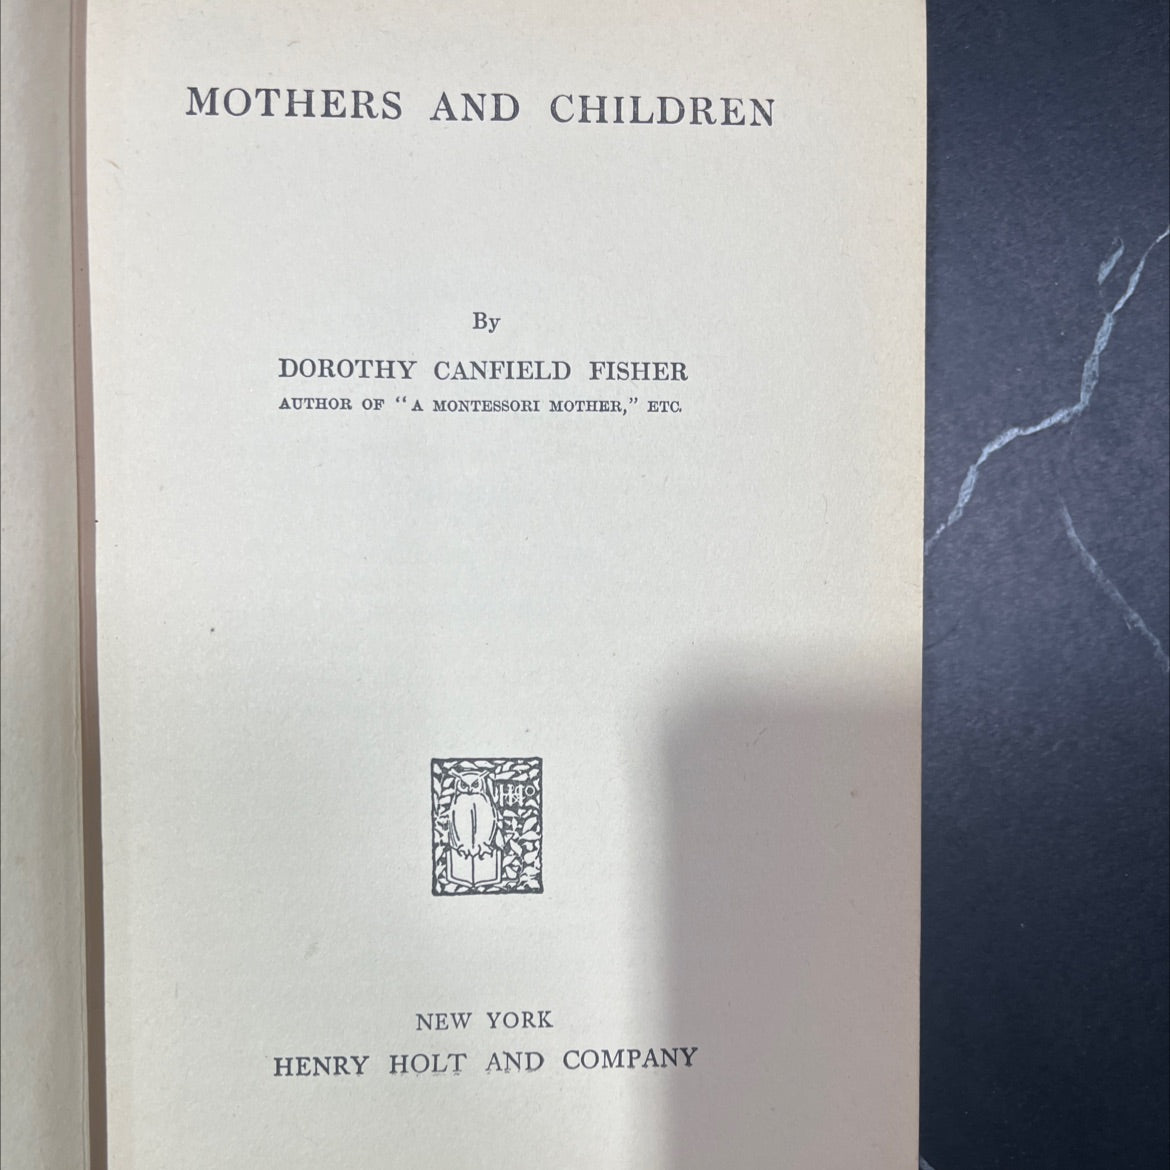 MOTHERS AND CHILDREN
By
DOROTHY CANFIELD FISHER
AUTHOR OF “A MONTESSORI MOTHER,” ETC.
NEW YORK
HENRY HOLT AND COMPANY